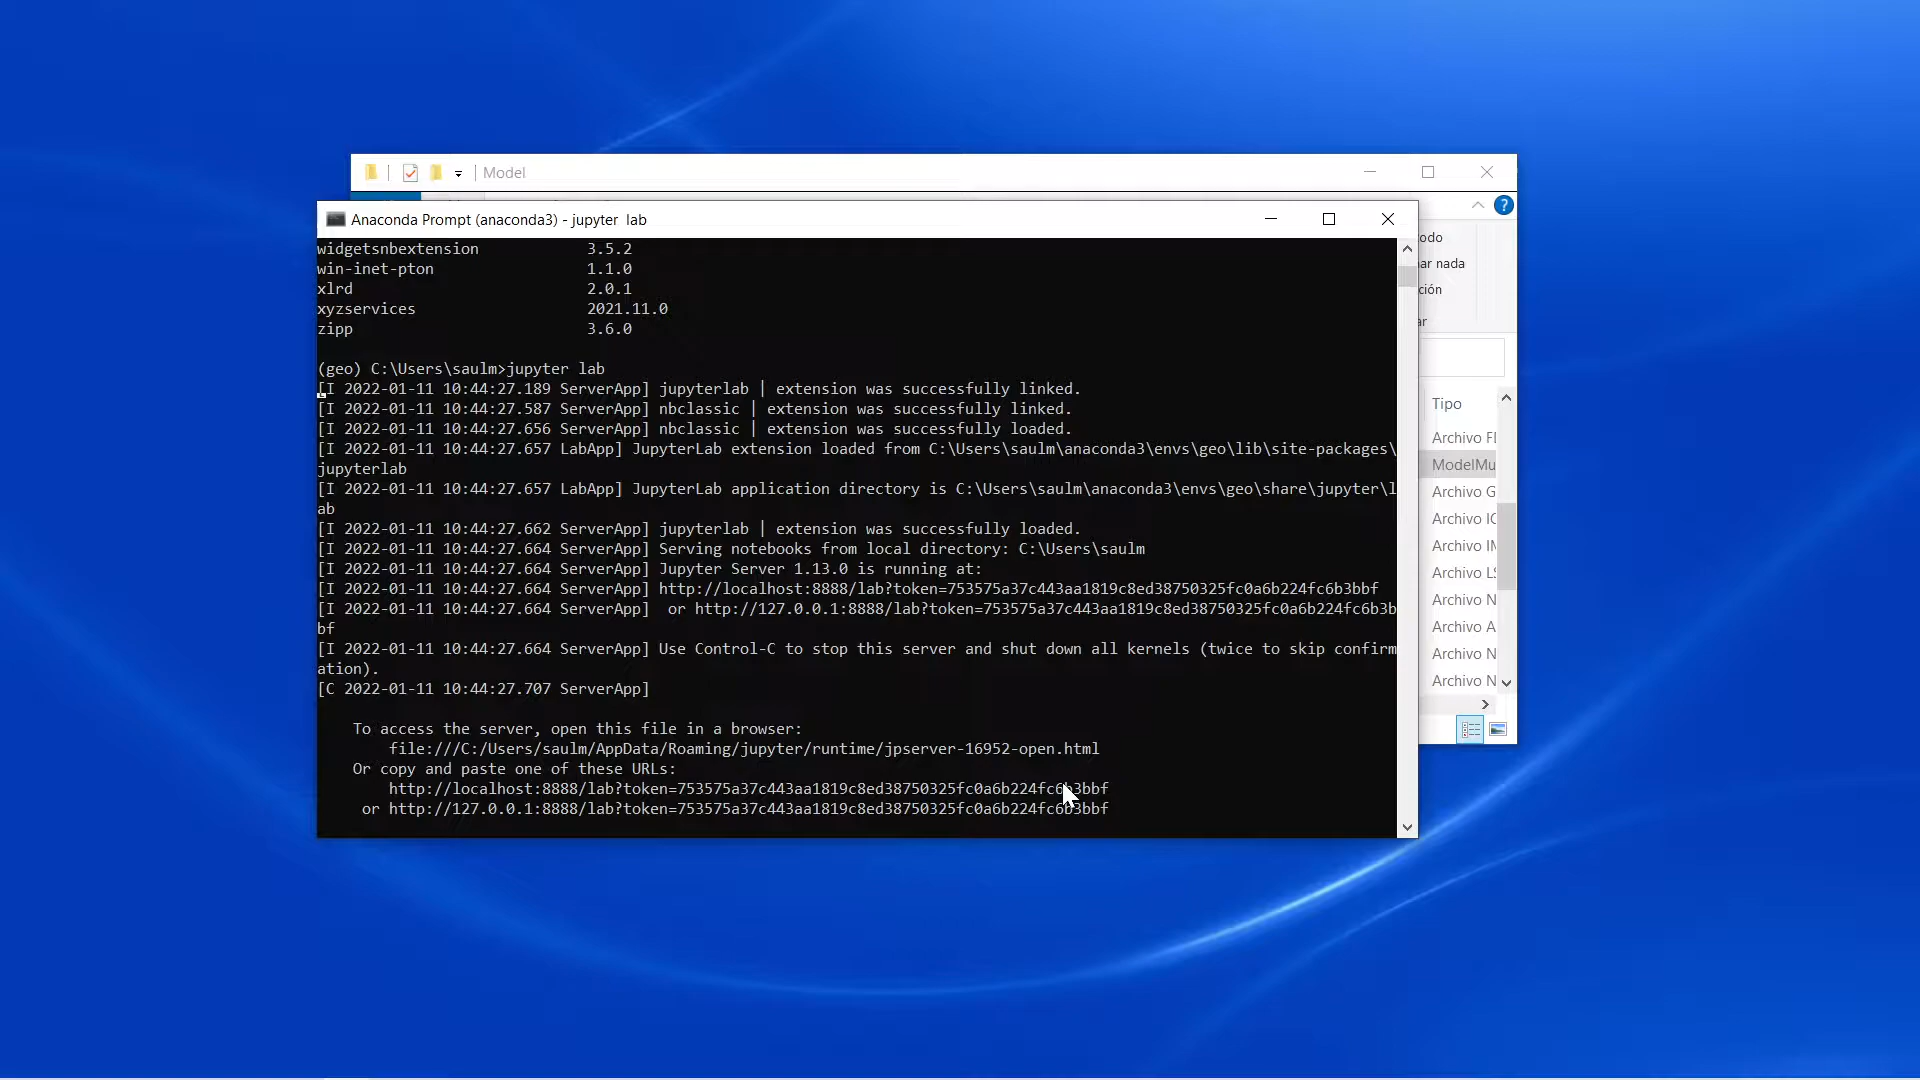 Model
Anaconda Prompt (anaconda3) - jupyter lab
widgetsnbextension 3.5.2
win-inet-pton 1.1.0
xlrd 2.0.1
xyzservices 2021.11.0
zipp 3.6.0
(geo) C:\Users\saulm>jupyter lab
[I 2022-01-11 10:44:27.189 ServerApp] jupyterlab | extension was successfully linked.
[I 2022-01-11 10:44:27.587 ServerApp] nbclassic | extension was successfully linked.
[I 2022-01-11 10:44:27.656 ServerApp] nbclassic | extension was successfully loaded.
[I 2022-01-11 10:44:27.657 LabApp] JupyterLab extension loaded from C:\Users\saulm\anaconda3\envs\geo\lib\site-packages\
jupyterlab
[I 2022-01-11 10:44:27.657 LabApp] JupyterLab application directory is C:\Users\saulm\anaconda3\envs\geo\share\jupyter\l
ab
[I 2022-01-11 10:44:27.662 ServerApp] jupyterlab | extension was successfully loaded.
[I 2022-01-11 10:44:27.664 ServerApp] Serving notebooks from local directory: C:\Users\saulm
[I 2022-01-11 10:44:27.664 ServerApp] Jupyter Server 1.13.0 is running at:
[I 2022-01-11 10:44:27.664 ServerApp] http://localhost:8888/lab?token=753575a37c443aa1819c8ed38750325fc0a6b224fc6b3bbf
[I 2022-01-11 10:44:27.664 ServerApp]  or http://127.0.0.1:8888/lab?token=753575a37c443aa1819c8ed38750325fc0a6b224fc6b3b
bf
[I 2022-01-11 10:44:27.664 ServerApp] Use Control-C to stop this server and shut down all kernels (twice to skip confirm
ation).
[C 2022-01-11 10:44:27.707 ServerApp]
To access the server, open this file in a browser:
file:///C:/Users/saulm/AppData/Roaming/jupyter/runtime/jpserver-16952-open.html
Or copy and paste one of these URLs:
http://localhost:8888/lab?token=753575a37c443aa1819c8ed38750325fc0a6b224fc6b3bbf
or http://127.0.0.1:8888/lab?token=753575a37c443aa1819c8ed38750325fc0a6b224fc6b3bbf
odo
ar nada
ción
ar
Tipo
Archivo FI
ModelMu
Archivo G
Archivo IC
Archivo IM
Archivo LS
Archivo N
Archivo A
Archivo N
Archivo N